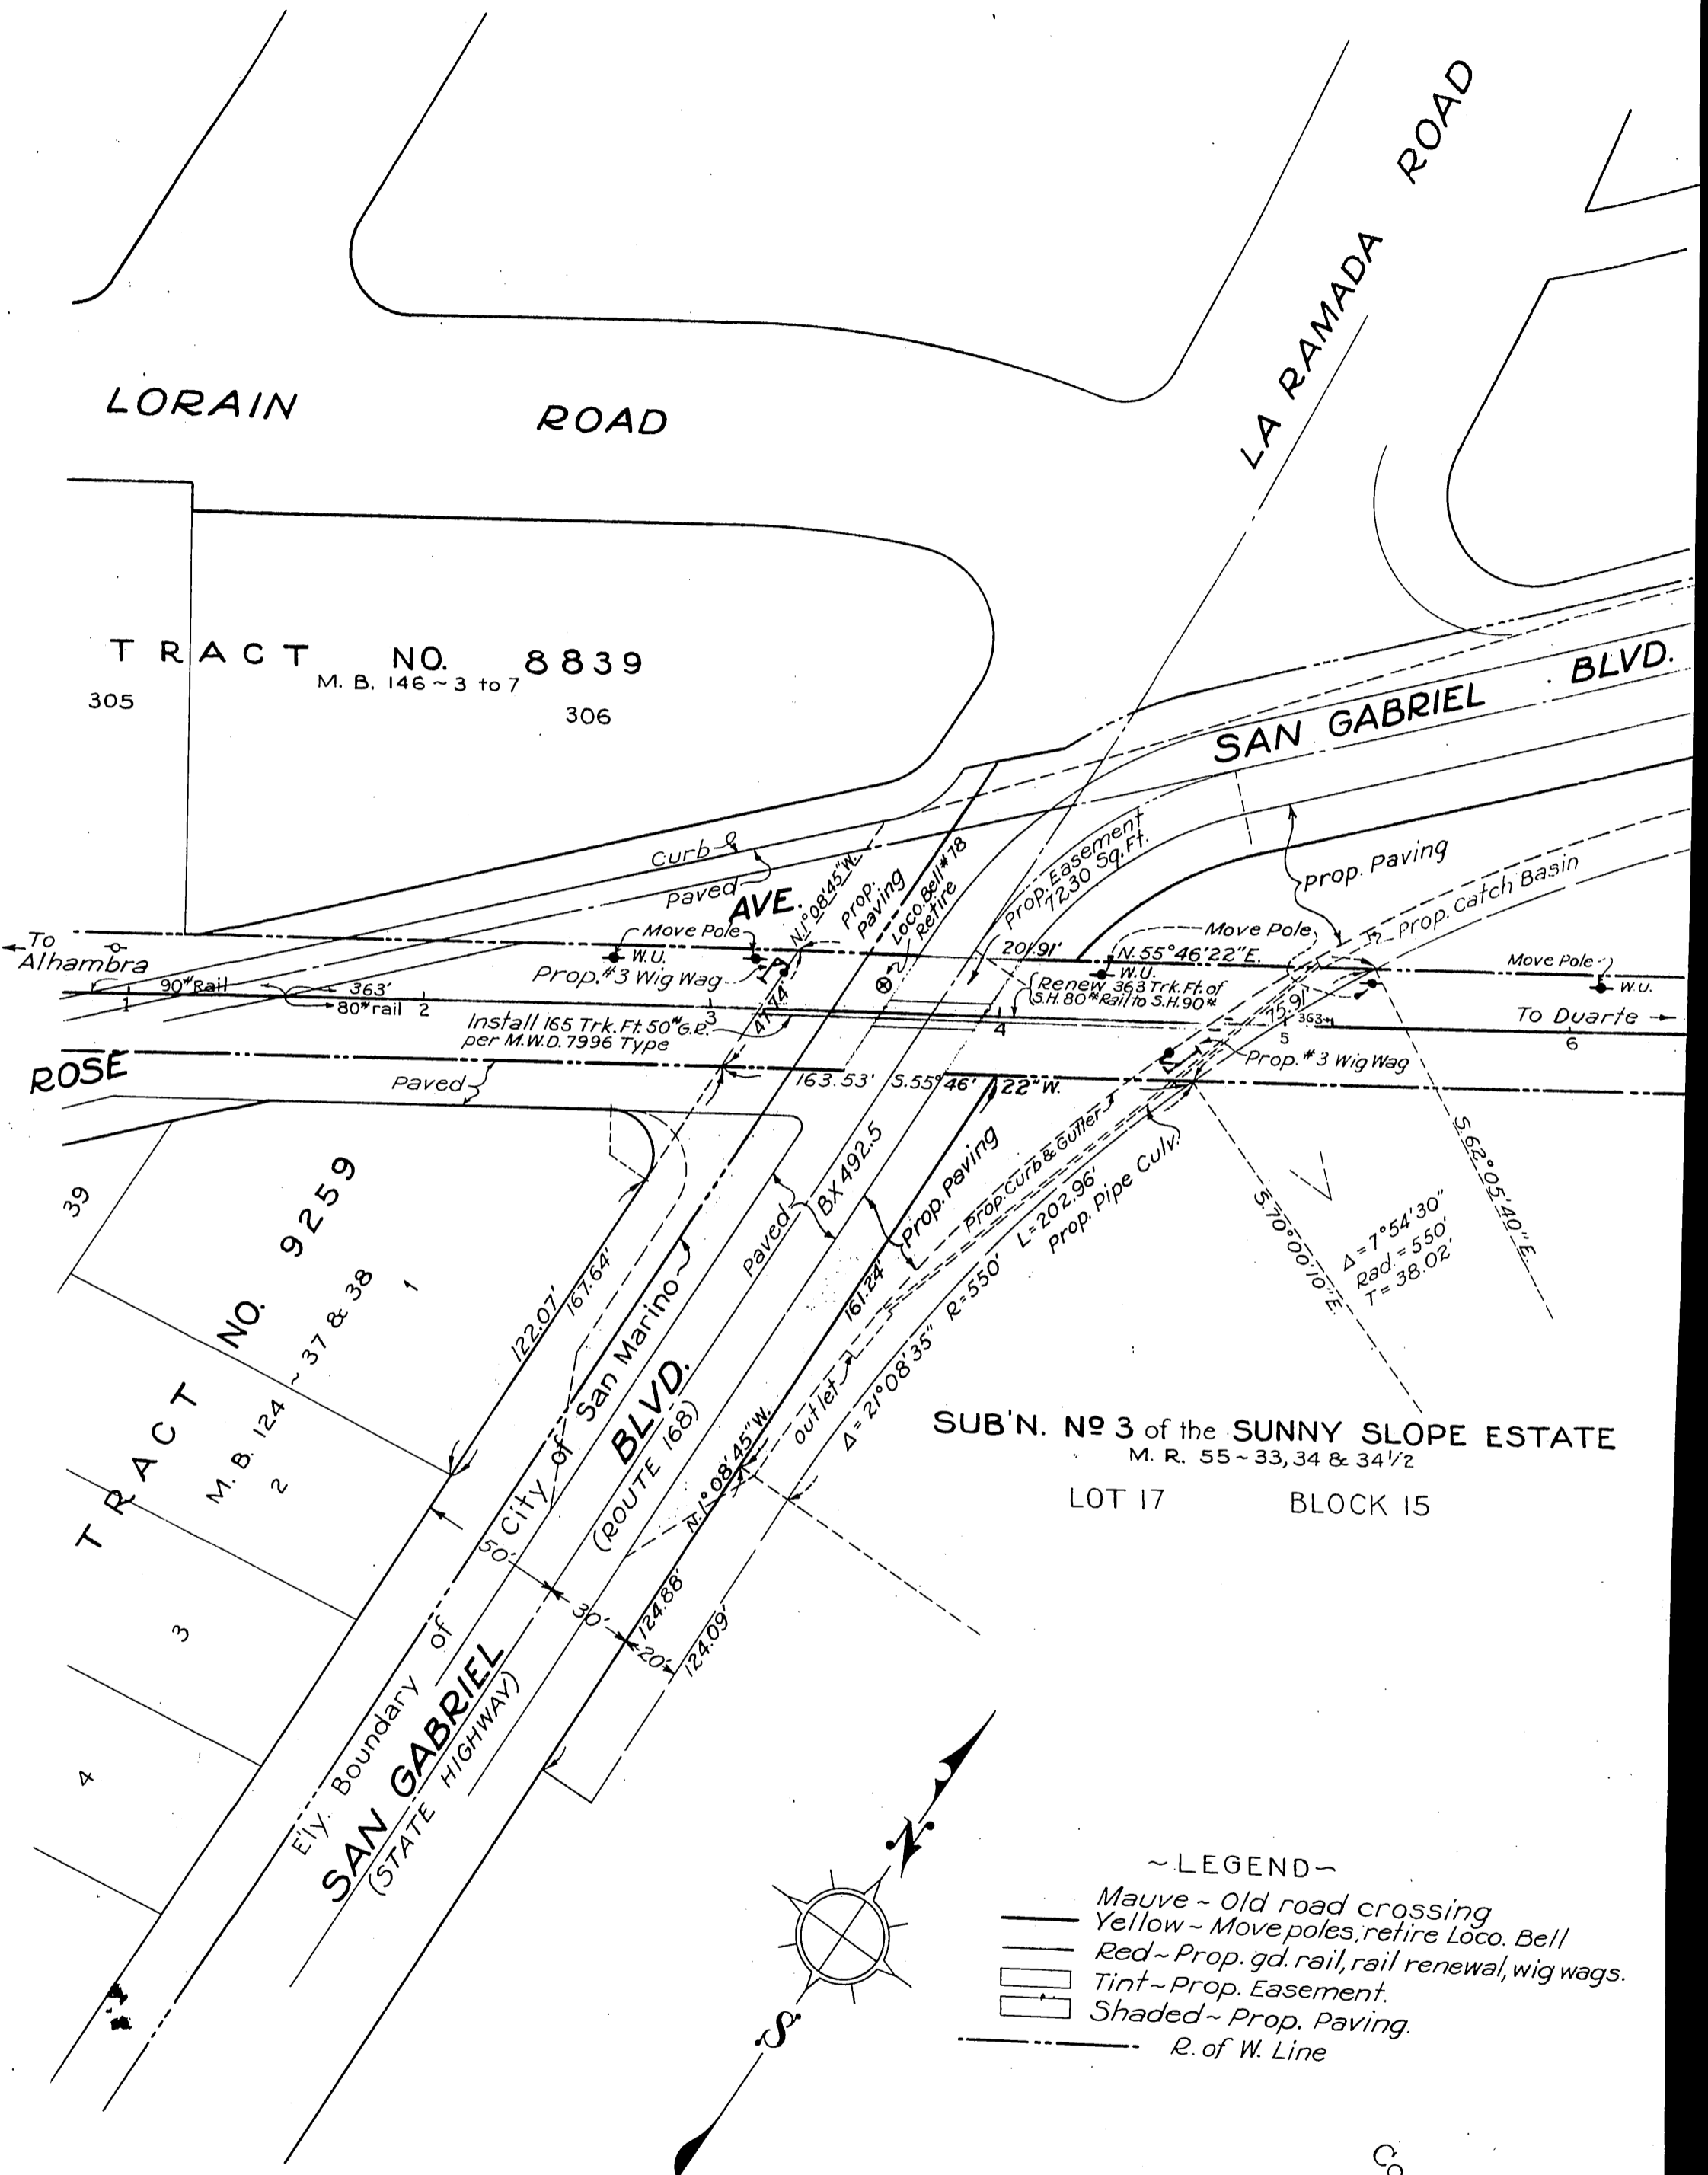 LA RAMADA ROAD
LORAIN ROAD
TRACT NO. 8839
M. B. 146 ~ 3 to 7
305
306
SAN GABRIEL BLVD.
Curb
Paved
AVE.
N.1°08'45"W.
Prop. Paving
Loco. Bell #78
Retire
Prop. Easement
7230 Sq. Ft.
Prop. Paving
Prop. Catch Basin
To Alhambra
Move Pole
W.U.
Prop. #3 Wig Wag
201.91'
Move Pole
N.55°46'22"E.
W.U.
Move Pole
W.U.
90# Rail
363'
80# rail
1
2
3
4
5
6
47.74
Renew 363 Trk. Ft. of
S.H. 80# Rail to S.H. 90#
75.91'
363
To Duarte
Install 165 Trk. Ft. 50# G.R.
per M.W.D. 7996 Type
Prop. #3 Wig Wag
ROSE
Paved
163.53' S.55°46'22"W.
BX 492.5
Paved
Prop. Paving
Prop. Curb & Gutter
L=202.96'
Prop. Pipe Culv.
S.62°05'40"E.
S.70°00'10"E.
Δ=7°54'30"
Rad.=550'
T=38.02'
39
TRACT NO. 9259
M. B. 124 ~ 37 & 38
1
2
3
4
122.07'
167.64'
161.24'
R=550'
Δ=21°08'35"
outlet
N.1°08'45"W.
E'ly. Boundary of City of San Marino
SAN GABRIEL BLVD.
(STATE HIGHWAY) (ROUTE 168)
50'
30'
20'
124.88'
124.09'
SUB'N. No 3 of the SUNNY SLOPE ESTATE
M. R. 55 ~ 33, 34 & 34 1/2
LOT 17 BLOCK 15
N
S
~ LEGEND ~
Mauve ~ Old road crossing
Yellow ~ Move poles, retire Loco. Bell
Red ~ Prop. gd. rail, rail renewal, wig wags.
Tint ~ Prop. Easement.
Shaded ~ Prop. Paving.
R. of W. Line
Co